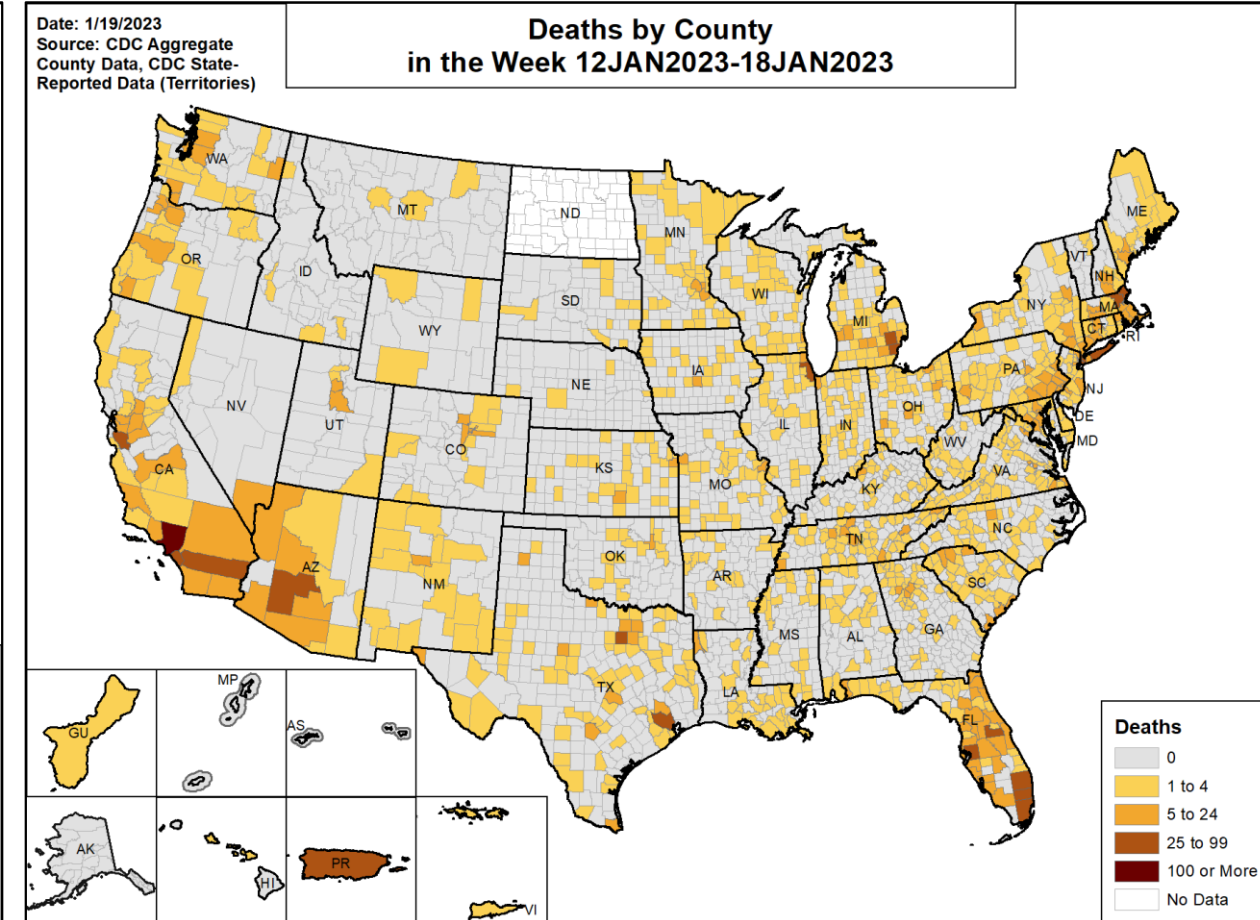 Date: 1/19/2023
Source: CDC Aggregate
County Data, CDC State-
Reported Data (Territories)
Deaths by County
in the Week 12JAN2023-18JAN2023
WA
MT
ND
MN
ME
OR
ID
SD
WI
MI
VT
NH
NY
MA
CT
RI
WY
IA
NE
PA
NJ
NV
UT
CO
IL
IN
OH
DE
MD
WV
VA
CA
KS
MO
KY
NC
AZ
NM
OK
AR
TN
SC
MS
AL
GA
TX
LA
FL
GU
MP
AS
AK
HI
PR
VI
Deaths
0
1 to 4
5 to 24
25 to 99
100 or More
No Data